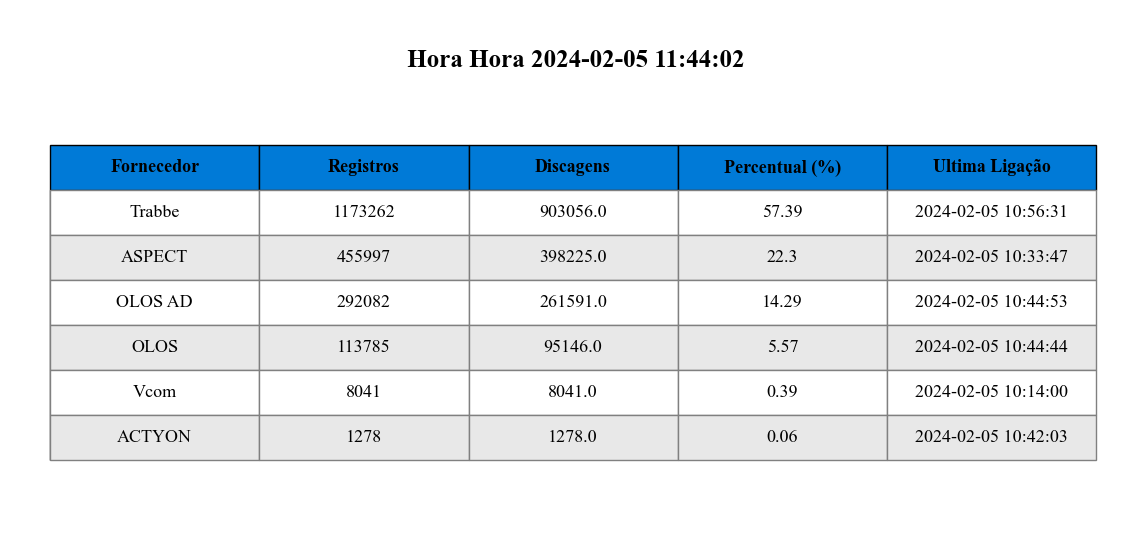 Hora Hora 2024-02-05 11:44:02
Fornecedor Registros Discagens Percentual (%) Ultima Ligação
Trabbe 1173262 903056.0 57.39 2024-02-05 10:56:31
ASPECT 455997 398225.0 22.3 2024-02-05 10:33:47
OLOS AD 292082 261591.0 14.29 2024-02-05 10:44:53
OLOS 113785 95146.0 5.57 2024-02-05 10:44:44
Vcom 8041 8041.0 0.39 2024-02-05 10:14:00
ACTYON 1278 1278.0 0.06 2024-02-05 10:42:03